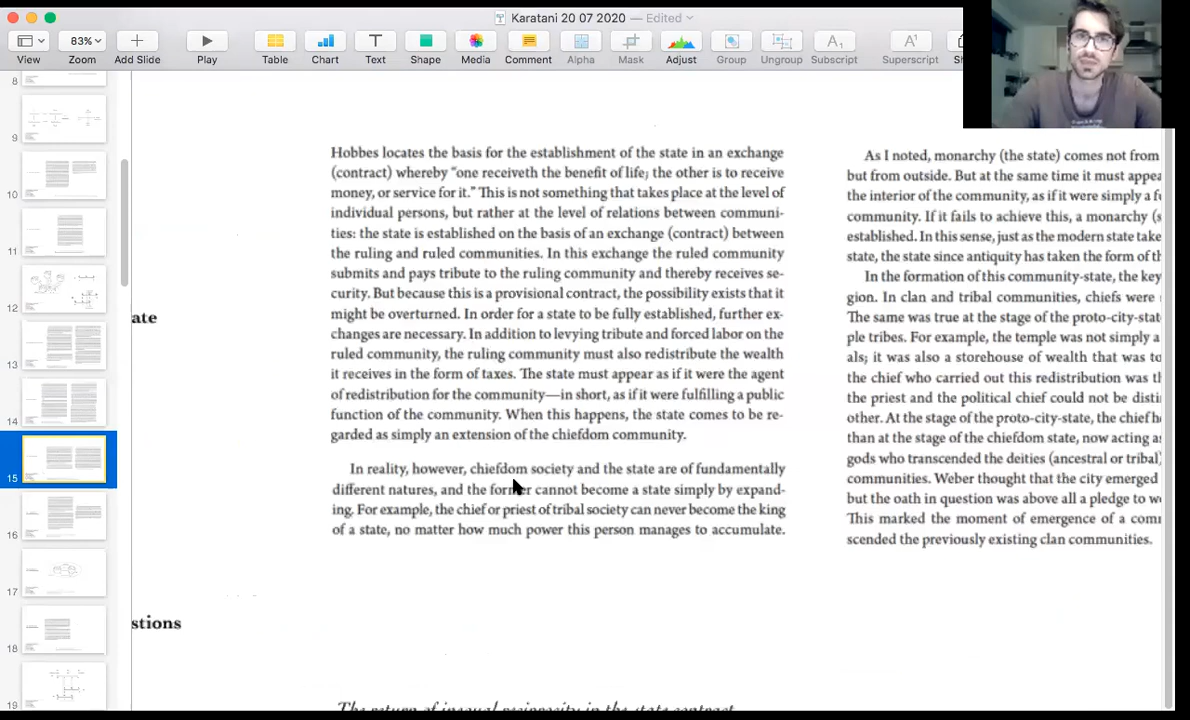 Karatani 20 07 2020 — Edited
83%
View
Zoom
Add Slide
Play
Table
Chart
Text
Shape
Media
Comment
Alpha
Mask
Adjust
Group
Ungroup
Subscript
Superscript
8
9
10
11
12
13
14
15
16
17
18
19
ate
stions
Hobbes locates the basis for the establishment of the state in an exchange
(contract) whereby “one receiveth the benefit of life; the other is to receive
money, or service for it.” This is not something that takes place at the level of
individual persons, but rather at the level of relations between communi-
ties: the state is established on the basis of an exchange (contract) between
the ruling and ruled communities. In this exchange the ruled community
submits and pays tribute to the ruling community and thereby receives se-
curity. But because this is a provisional contract, the possibility exists that it
might be overturned. In order for a state to be fully established, further ex-
changes are necessary. In addition to levying tribute and forced labor on the
ruled community, the ruling community must also redistribute the wealth
it receives in the form of taxes. The state must appear as if it were the agent
of redistribution for the community—in short, as if it were fulfilling a public
function of the community. When this happens, the state comes to be re-
garded as simply an extension of the chiefdom community.
In reality, however, chiefdom society and the state are of fundamentally
different natures, and the former cannot become a state simply by expand-
ing. For example, the chief or priest of tribal society can never become the king
of a state, no matter how much power this person manages to accumulate.
As I noted, monarchy (the state) comes not from
but from outside. But at the same time it must appea
the interior of the community, as if it were simply a f
community. If it fails to achieve this, a monarchy (s
established. In this sense, just as the modern state take
state, the state since antiquity has taken the form of th
In the formation of this community-state, the key
gion. In clan and tribal communities, chiefs were
The same was true at the stage of the proto-city-stat
ple tribes. For example, the temple was not simply a
als; it was also a storehouse of wealth that was to
the chief who carried out this redistribution was th
the priest and the political chief could not be disti
other. At the stage of the proto-city-state, the chief h
than at the stage of the chiefdom state, now acting as
gods who transcended the deities (ancestral or tribal)
communities. Weber thought that the city emerged
but the oath in question was above all a pledge to wo
This marked the moment of emergence of a com
scended the previously existing clan communities.
The return of unequal reciprocity in the state contract